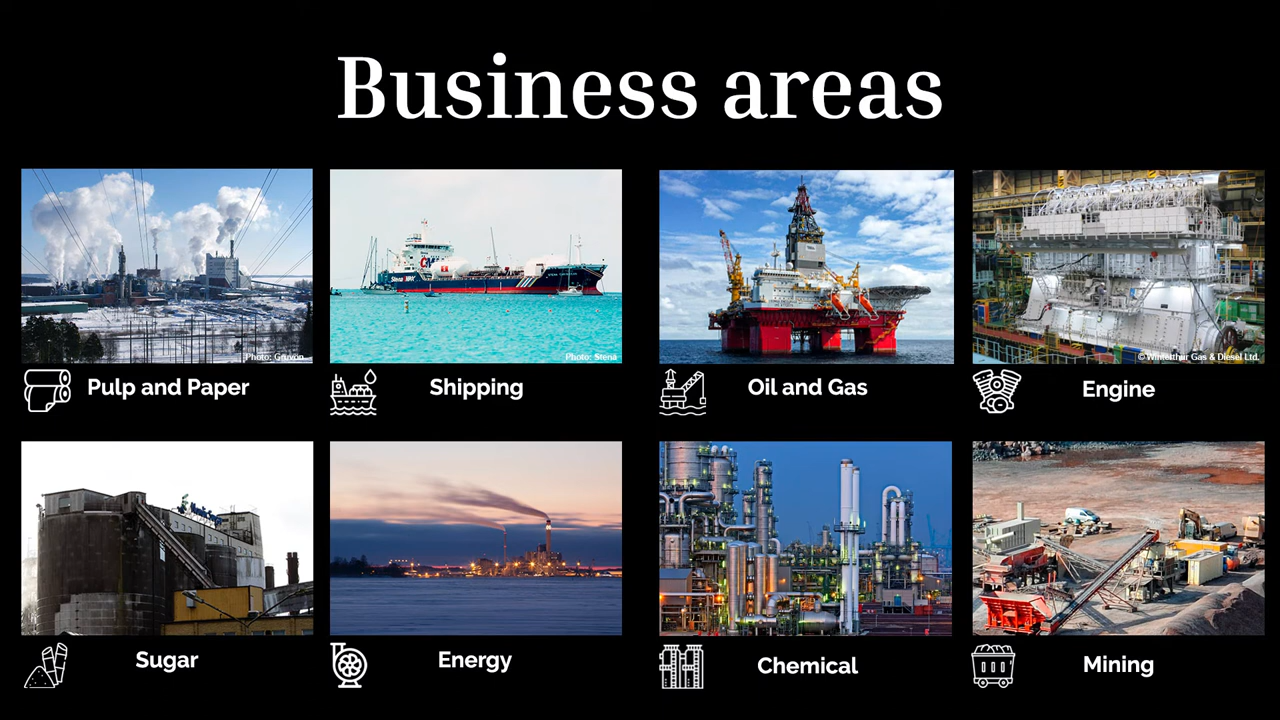 Business areas
Photo: Gruvön
Photo: Stena
©Winterthur Gas & Diesel Ltd.
Pulp and Paper
Shipping
Oil and Gas
Engine
Sugar
Energy
Chemical
Mining